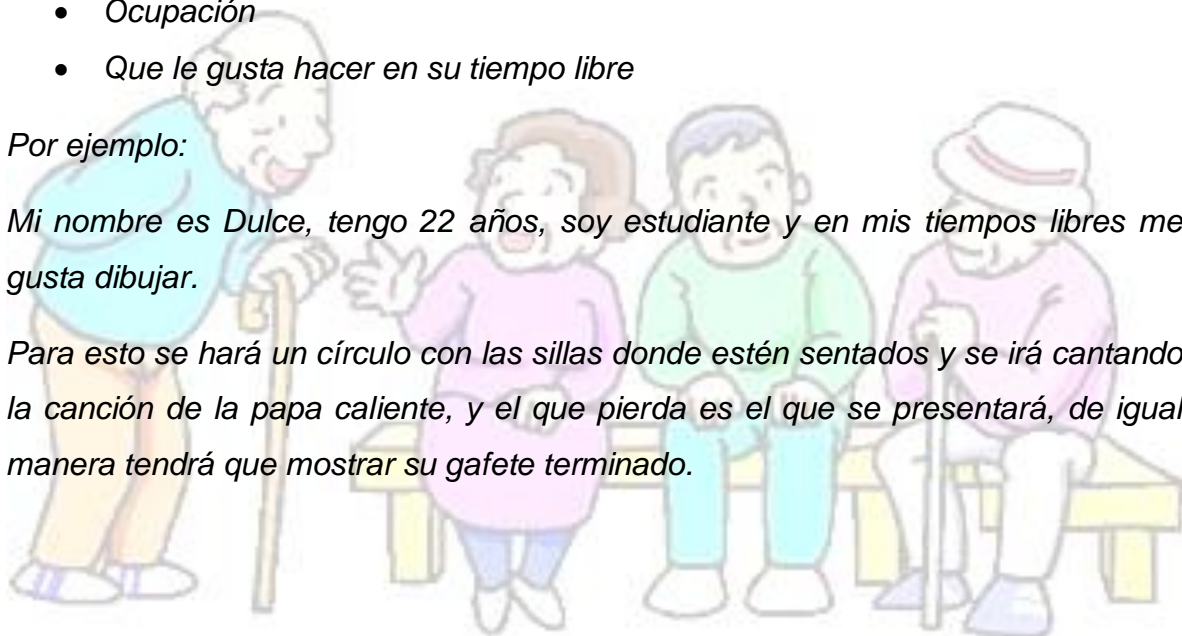 • Ocupación
• Que le gusta hacer en su tiempo libre
Por ejemplo:
Mi nombre es Dulce, tengo 22 años, soy estudiante y en mis tiempos libres me
gusta dibujar.
Para esto se hará un círculo con las sillas donde estén sentados y se irá cantando
la canción de la papa caliente, y el que pierda es el que se presentará, de igual
manera tendrá que mostrar su gafete terminado.